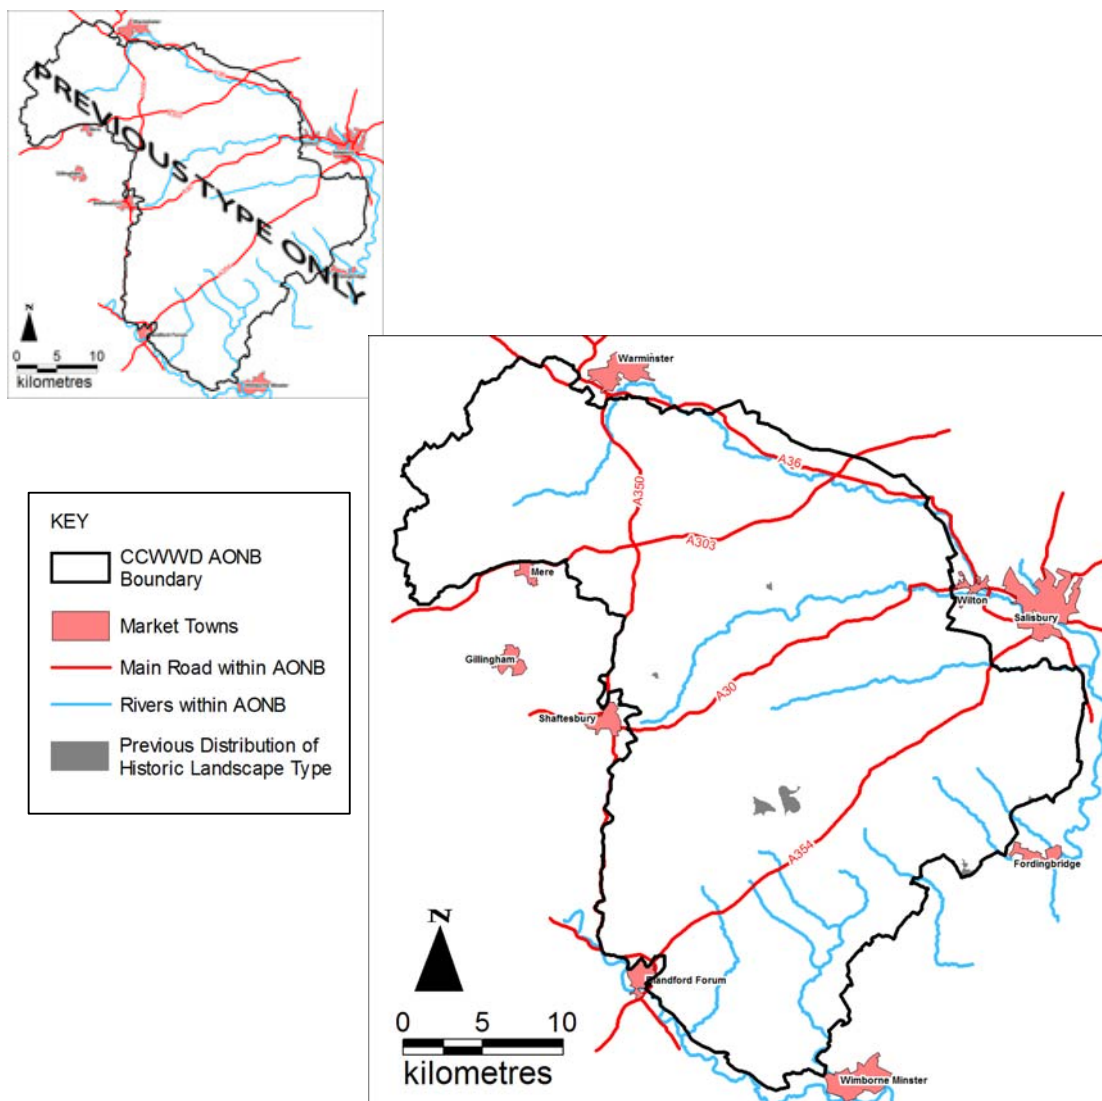 Warminster
PREVIOUS TYPE ONLY
N
0 5 10
kilometres
KEY
CCWWD AONB
Boundary
Market Towns
Main Road within AONB
Rivers within AONB
Previous Distribution of
Historic Landscape Type
Warminster
A36
A350
A303
Mere
Wilton
Salisbury
Gillingham
A30
Shaftesbury
A354
Fordingbridge
N
Blandford Forum
0 5 10
kilometres
Wimborne Minster